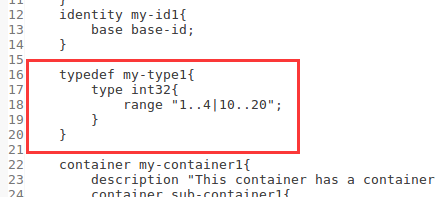 11 }
12 identity my-id1{
13 base base-id;
14 }
15
16 typedef my-type1{
17 type int32{
18 range "1..4|10..20";
19 }
20 }
21
22 container my-container1{
23 description "This container has a container
24 container sub-container1{